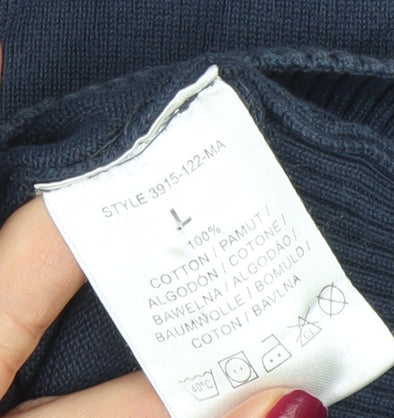 STYLE 3915-122-MA
L
100%
COTTON / PAMUT /
ALGODÓN / COTONE /
BAWEŁNA / ALGODÃO /
BAUMWOLLE / BOMULD /
COTON / BAVLNA
40°C